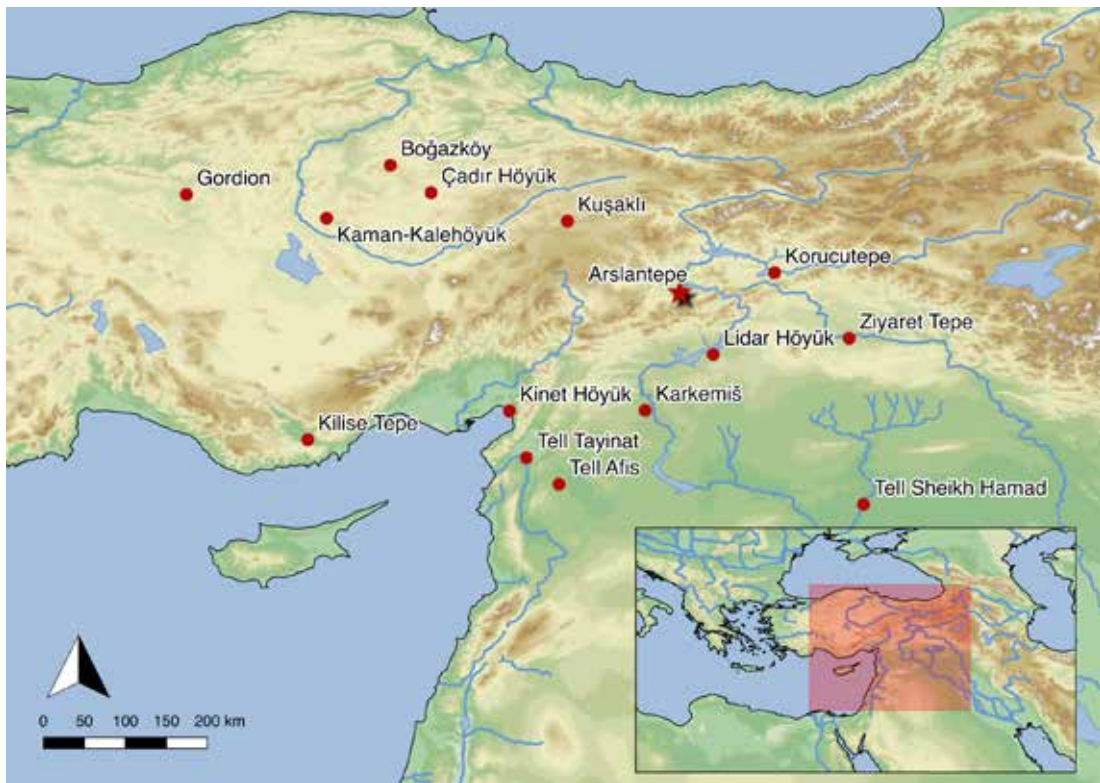 Boğazköy
Gordion
Çadır Höyük
Kuşaklı
Kaman-Kalehöyük
Korucutepe
Arslantepe
Zıyaret Tepe
Lidar Höyük
Kinet Höyük
Karkemiš
Kilise Tepe
Tell Tayinat
Tell Afis
Tell Sheikh Hamad
0 50 100 150 200 km